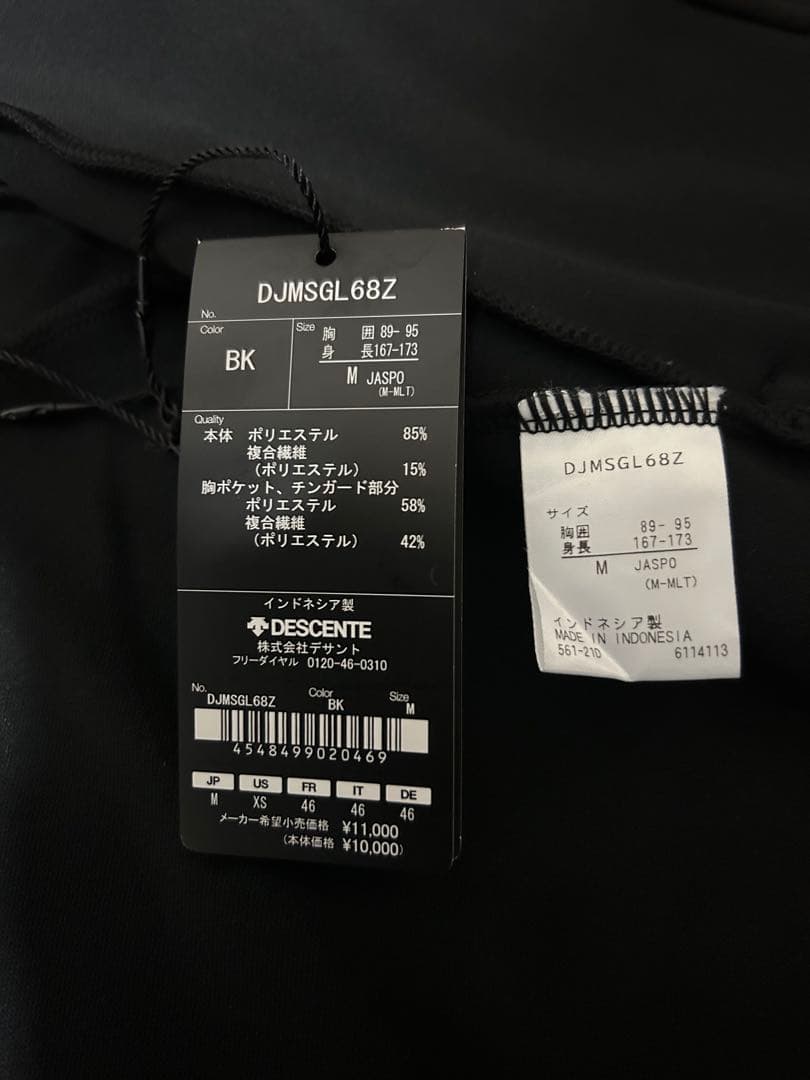 No. DJMSGL68Z
Color BK
Size 胸 囲 89- 95
身 長167-173
M JASPO
(M-MLT)
Quality
本体 ポリエステル 85%
複合繊維
(ポリエステル) 15%
胸ポケット、チンガード部分
ポリエステル 58%
複合繊維
(ポリエステル) 42%
インドネシア製
DESCENTE
株式会社デサント
フリーダイヤル 0120-46-0310
No. DJMSGL68Z Color BK Size M
4548499020469
JP US FR IT DE
M XS 46 46 46
メーカー希望小売価格 ¥11,000
(本体価格 ¥10,000)
DJMSGL68Z
サイズ
胸囲 89- 95
身長 167-173
M JASPO
(M-MLT)
インドネシア製
MADE IN INDONESIA
561-21D 6114113